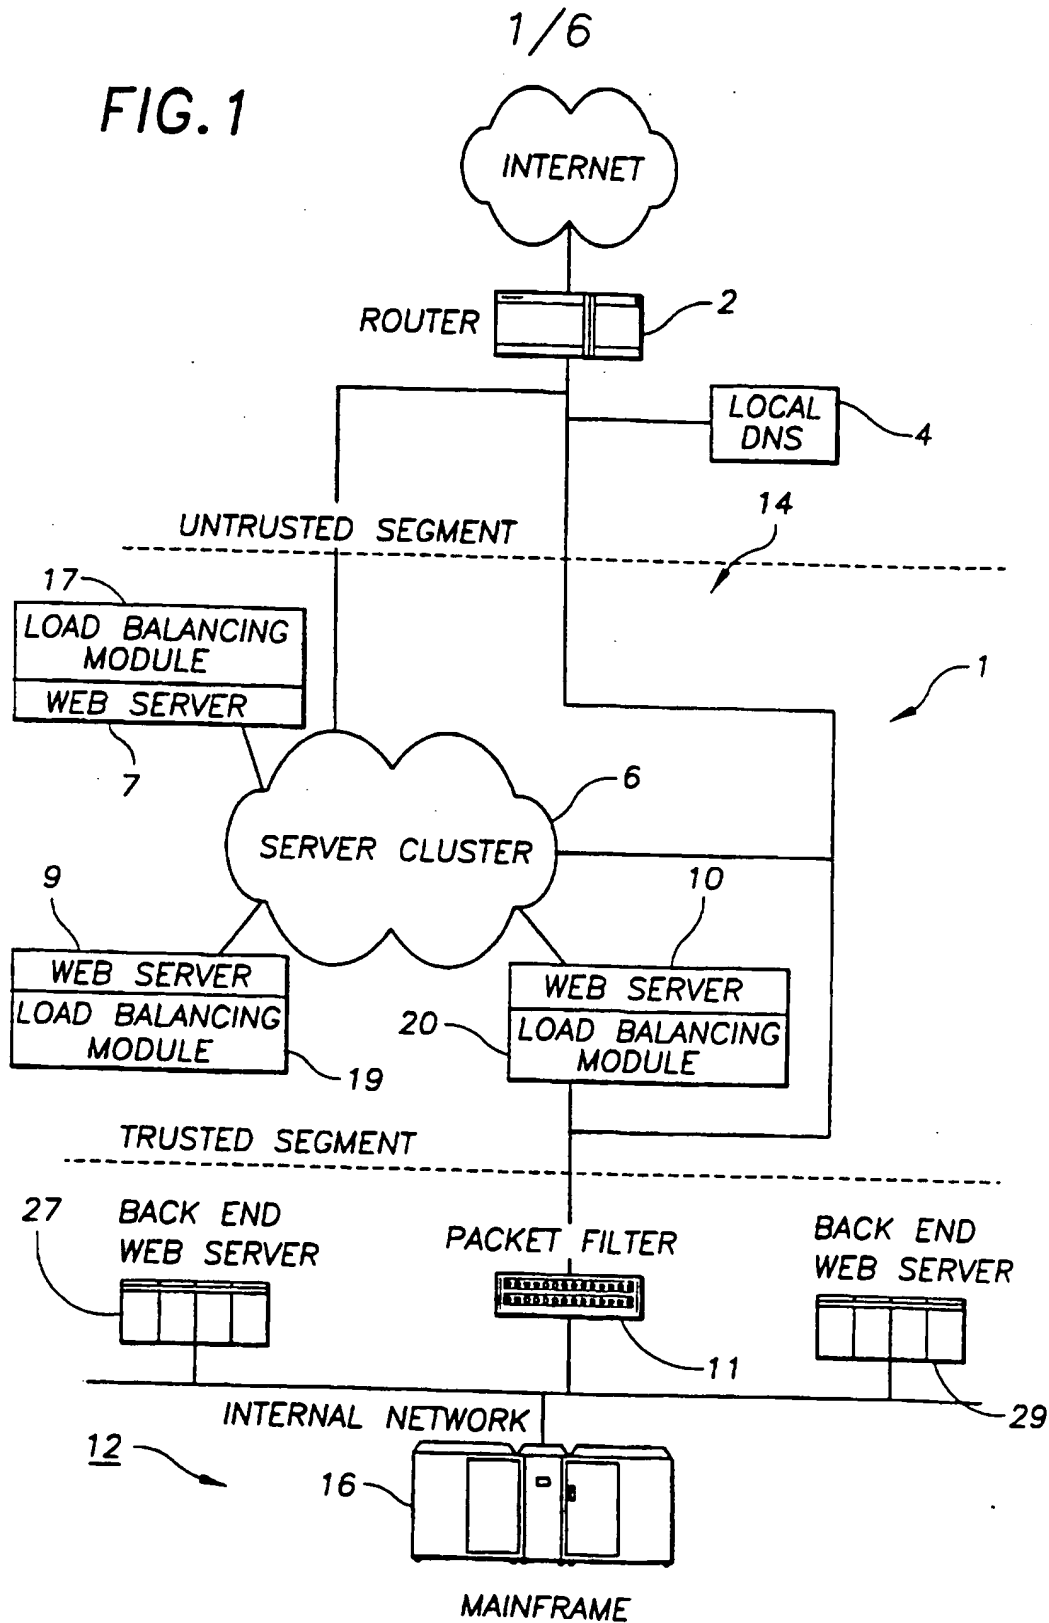 1/6
FIG. 1
INTERNET
ROUTER
2
LOCAL
DNS
4
14
UNTRUSTED SEGMENT
17
LOAD BALANCING
MODULE
WEB SERVER
7
1
6
SERVER CLUSTER
9
WEB SERVER
LOAD BALANCING
MODULE
19
10
WEB SERVER
20
LOAD BALANCING
MODULE
TRUSTED SEGMENT
27
BACK END
WEB SERVER
PACKET FILTER
BACK END
WEB SERVER
11
29
INTERNAL NETWORK
12
16
MAINFRAME